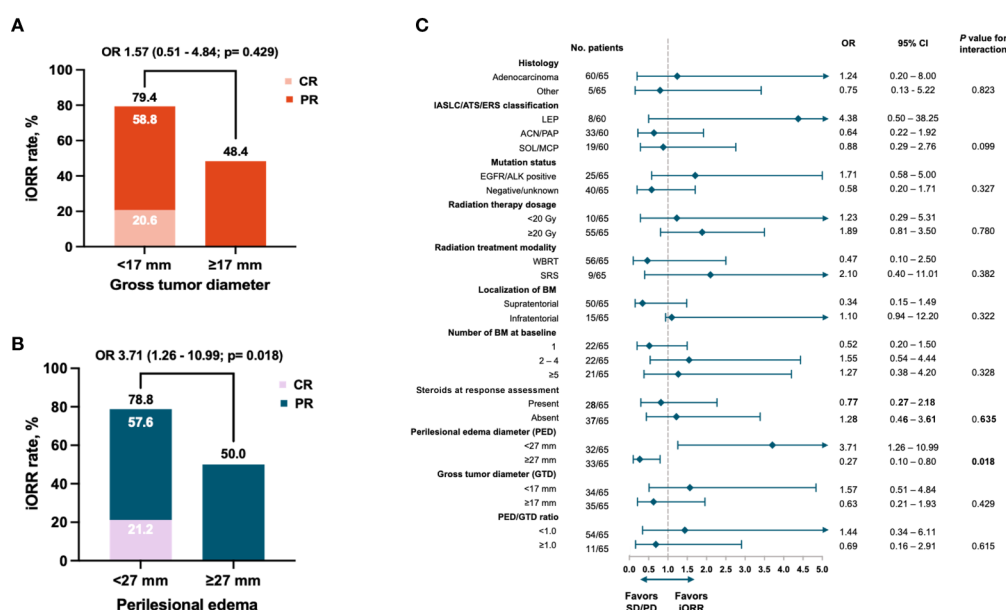 A
OR 1.57 (0.51 - 4.84; p= 0.429)
iORR rate, %
100
80
60
40
20
0
79.4
58.8
20.6
48.4
CR
PR
<17 mm ≥17 mm
Gross tumor diameter
B
OR 3.71 (1.26 - 10.99; p= 0.018)
iORR rate, %
100
80
60
40
20
0
78.8
57.6
21.2
50.0
CR
PR
<27 mm ≥27 mm
Perilesional edema
C
No. patients OR 95% CI P value for interaction
Histology
Adenocarcinoma 60/65 1.24 0.20 – 8.00
Other 5/65 0.75 0.13 - 5.22 0.823
IASLC/ATS/ERS classification
LEP 8/60 4.38 0.50 – 38.25
ACN/PAP 33/60 0.64 0.22 – 1.92
SOL/MCP 19/60 0.88 0.29 – 2.76 0.099
Mutation status
EGFR/ALK positive 25/65 1.71 0.58 – 5.00
Negative/unknown 40/65 0.58 0.20 – 1.71 0.327
Radiation therapy dosage
<20 Gy 10/65 1.23 0.29 – 5.31
≥20 Gy 55/65 1.89 0.81 – 3.50 0.780
Radiation treatment modality
WBRT 56/65 0.47 0.10 – 2.50
SRS 9/65 2.10 0.40 – 11.01 0.382
Localization of BM
Supratentorial 50/65 0.34 0.15 – 1.49
Infratentorial 15/65 1.10 0.94 – 12.20 0.322
Number of BM at baseline
1 22/65 0.52 0.20 – 1.50
2 – 4 22/65 1.55 0.54 – 4.44
≥5 21/65 1.27 0.38 – 4.20 0.328
Steroids at response assessment
Present 28/65 0.77 0.27 – 2.18
Absent 37/65 1.28 0.46 – 3.61 0.635
Perilesional edema diameter (PED)
<27 mm 32/65 3.71 1.26 – 10.99
≥27 mm 33/65 0.27 0.10 – 0.80 0.018
Gross tumor diameter (GTD)
<17 mm 34/65 1.57 0.51 – 4.84
≥17 mm 35/65 0.63 0.21 – 1.93 0.429
PED/GTD ratio
<1.0 54/65 1.44 0.34 – 6.11
≥1.0 11/65 0.69 0.16 – 2.91 0.615
0.0 0.5 1.0 1.5 2.0 2.5 3.0 3.5 4.0 4.5 5.0
Favors SD/PD
Favors iORR